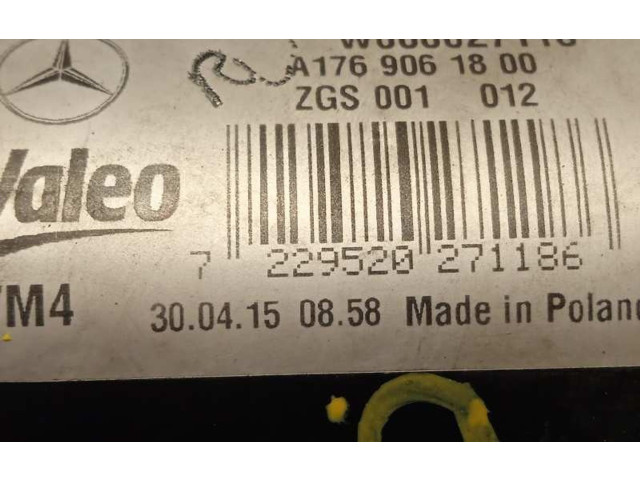 A176 906 18 00
ZGS 001 012
Valeo
7 229520 271186
M4 30.04.15 08.58 Made in Poland